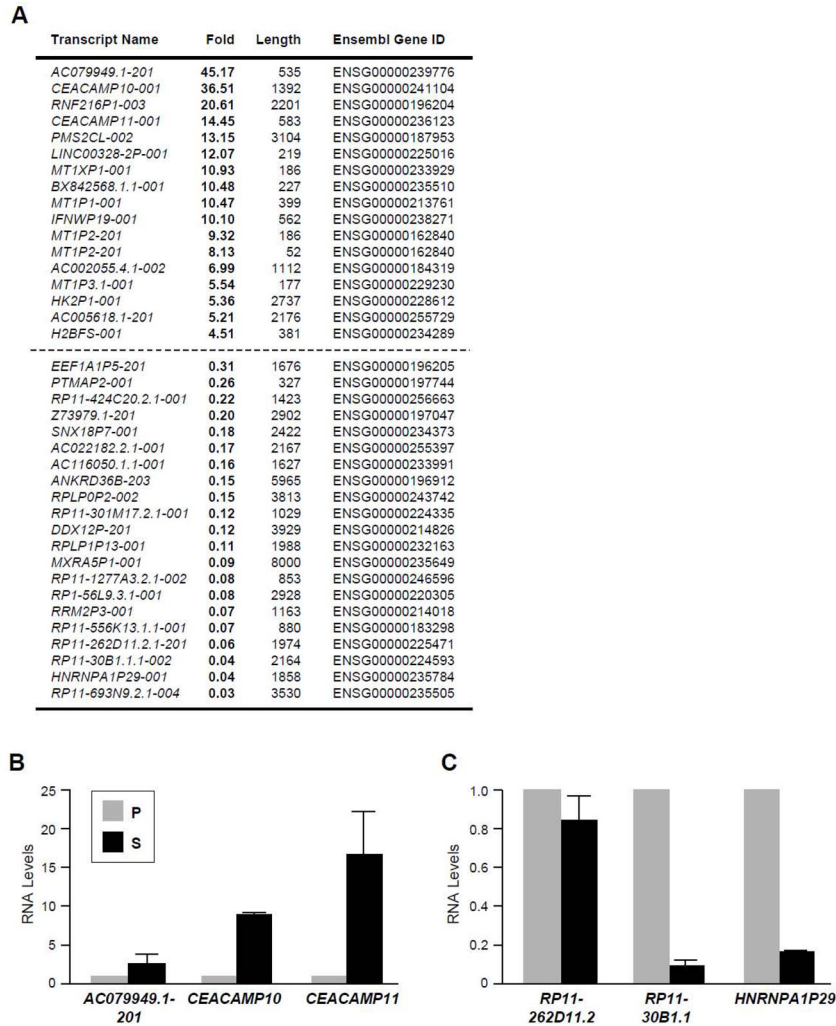 A
Transcript Name Fold Length Ensembl Gene ID
AC079949.1-201 45.17 535 ENSG00000239776
CEACAMP10-001 36.51 1392 ENSG00000241104
RNF216P1-003 20.61 2201 ENSG00000196204
CEACAMP11-001 14.45 583 ENSG00000236123
PMS2CL-002 13.15 3104 ENSG00000187953
LINC00328-2P-001 12.07 219 ENSG00000225016
MT1XP1-001 10.93 186 ENSG00000233929
BX842568.1.1-001 10.48 227 ENSG00000235510
MT1P1-001 10.47 399 ENSG00000213761
IFNWP19-001 10.10 562 ENSG00000238271
MT1P2-201 9.32 186 ENSG00000162840
MT1P2-201 8.13 52 ENSG00000162840
AC002055.4.1-002 6.99 1112 ENSG00000184319
MT1P3.1-001 5.54 177 ENSG00000229230
HK2P1-001 5.36 2737 ENSG00000228612
AC005618.1-201 5.21 2176 ENSG00000255729
H2BFS-001 4.51 381 ENSG00000234289
EEF1A1P5-201 0.31 1676 ENSG00000196205
PTMAP2-001 0.26 327 ENSG00000197744
RP11-424C20.2.1-001 0.22 1423 ENSG00000256663
Z73979.1-201 0.20 2902 ENSG00000197047
SNX18P7-001 0.18 2422 ENSG00000234373
AC022182.2.1-001 0.17 2167 ENSG00000255397
AC116050.1.1-001 0.16 1627 ENSG00000233991
ANKRD36B-203 0.15 5965 ENSG00000196912
RPLP0P2-002 0.15 3813 ENSG00000243742
RP11-301M17.2.1-001 0.12 1029 ENSG00000224335
DDX12P-201 0.12 3929 ENSG00000214826
RPLP1P13-001 0.11 1988 ENSG00000232163
MXRA5P1-001 0.09 8000 ENSG00000235649
RP11-1277A3.2.1-002 0.08 853 ENSG00000246596
RP1-56L9.3.1-001 0.08 2928 ENSG00000220305
RRM2P3-001 0.07 1163 ENSG00000214018
RP11-556K13.1.1-001 0.07 880 ENSG00000183298
RP11-262D11.2.1-201 0.06 1974 ENSG00000225471
RP11-30B1.1.1-002 0.04 2164 ENSG00000224593
HNRNPA1P29-001 0.04 1858 ENSG00000235784
RP11-693N9.2.1-004 0.03 3530 ENSG00000235505
B
25
20
15
10
5
0
RNA Levels
P
S
AC079949.1-201 CEACAMP10 CEACAMP11
C
1.0
0.8
0.6
0.4
0.2
0
RNA Levels
RP11-262D11.2 RP11-30B1.1 HNRNPA1P29